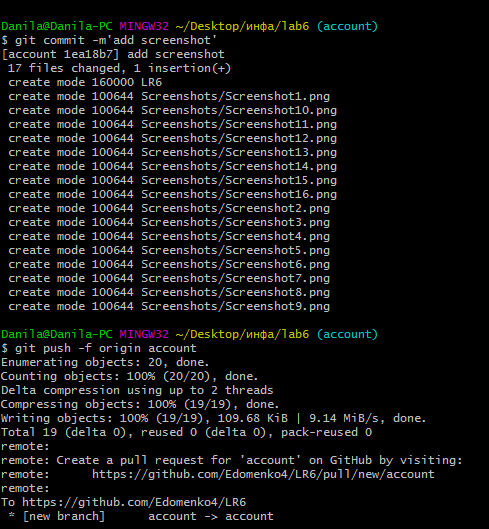 Danila@Danila-PC MINGW32 ~/Desktop/инфа/lab6 (account)
$ git commit -m'add screenshot'
[account 1ea18b7] add screenshot
 17 files changed, 1 insertion(+)
 create mode 160000 LR6
 create mode 100644 Screenshots/Screenshot1.png
 create mode 100644 Screenshots/Screenshot10.png
 create mode 100644 Screenshots/Screenshot11.png
 create mode 100644 Screenshots/Screenshot12.png
 create mode 100644 Screenshots/Screenshot13.png
 create mode 100644 Screenshots/Screenshot14.png
 create mode 100644 Screenshots/Screenshot15.png
 create mode 100644 Screenshots/Screenshot16.png
 create mode 100644 Screenshots/Screenshot2.png
 create mode 100644 Screenshots/Screenshot3.png
 create mode 100644 Screenshots/Screenshot4.png
 create mode 100644 Screenshots/Screenshot5.png
 create mode 100644 Screenshots/Screenshot6.png
 create mode 100644 Screenshots/Screenshot7.png
 create mode 100644 Screenshots/Screenshot8.png
 create mode 100644 Screenshots/Screenshot9.png
Danila@Danila-PC MINGW32 ~/Desktop/инфа/lab6 (account)
$ git push -f origin account
Enumerating objects: 20, done.
Counting objects: 100% (20/20), done.
Delta compression using up to 2 threads
Compressing objects: 100% (19/19), done.
Writing objects: 100% (19/19), 109.68 KiB | 9.14 MiB/s, done.
Total 19 (delta 0), reused 0 (delta 0), pack-reused 0
remote:
remote: Create a pull request for 'account' on GitHub by visiting:
remote:      https://github.com/Edomenko4/LR6/pull/new/account
remote:
To https://github.com/Edomenko4/LR6
 * [new branch]      account -> account